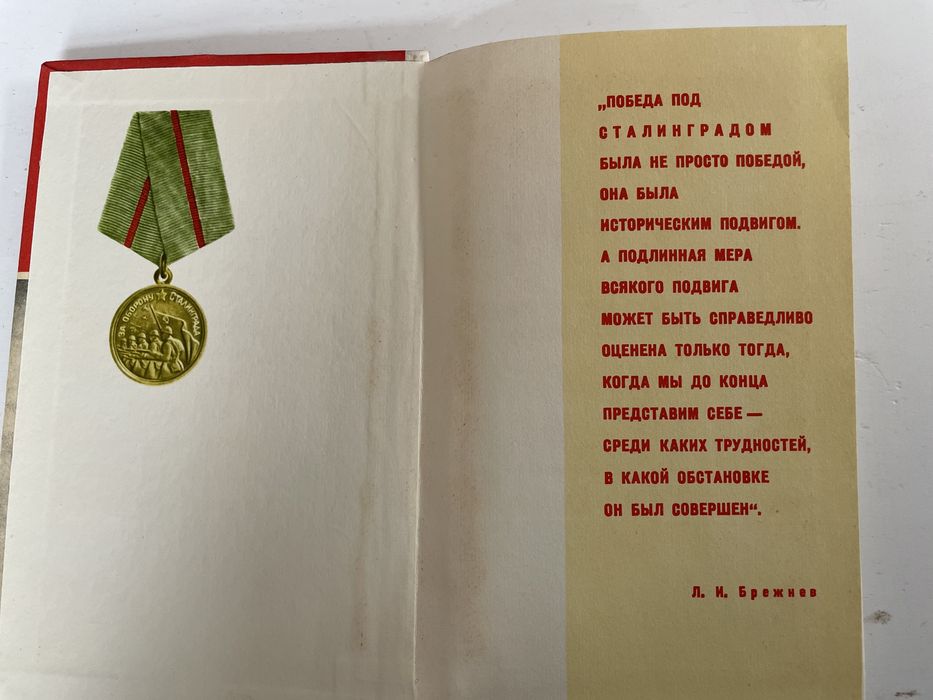 ЗА ОБОРОНУ СТАЛИНГРАДА
„ПОБЕДА ПОД
СТАЛИНГРАДОМ
БЫЛА НЕ ПРОСТО ПОБЕДОЙ,
ОНА БЫЛА
ИСТОРИЧЕСКИМ ПОДВИГОМ.
А ПОДЛИННАЯ МЕРА
ВСЯКОГО ПОДВИГА
МОЖЕТ БЫТЬ СПРАВЕДЛИВО
ОЦЕНЕНА ТОЛЬКО ТОГДА,
КОГДА МЫ ДО КОНЦА
ПРЕДСТАВИМ СЕБЕ —
СРЕДИ КАКИХ ТРУДНОСТЕЙ,
В КАКОЙ ОБСТАНОВКЕ
ОН БЫЛ СОВЕРШЕН“.
Л. И. Брежнев